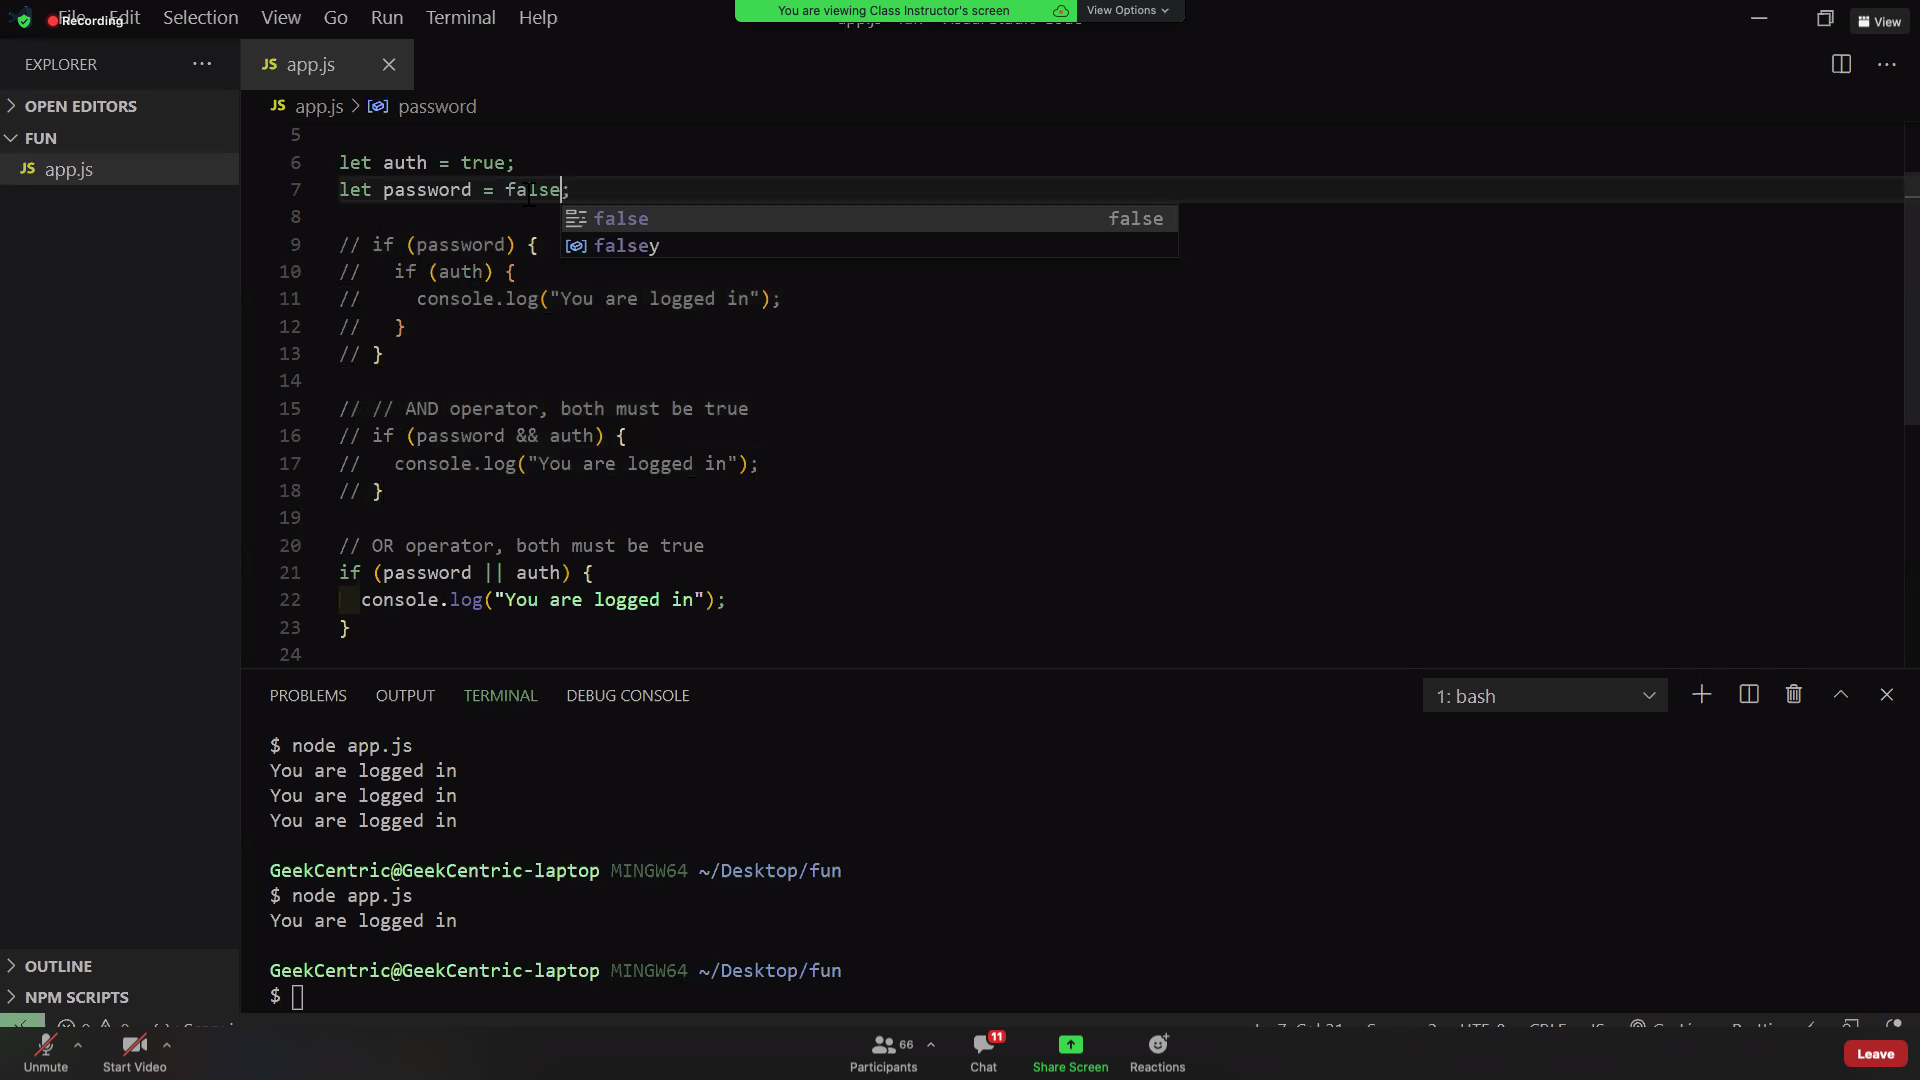 Recording
File Edit Selection View Go Run Terminal Help
You are viewing Class Instructor's screen
View Options
View
EXPLORER
JS app.js
OPEN EDITORS
FUN
JS app.js
JS app.js > password
5
6 let auth = true;
7 let password = false;
false false
falsey
8
9 // if (password) {
10 //   if (auth) {
11 //     console.log("You are logged in");
12 //   }
13 // }
14
15 // // AND operator, both must be true
16 // if (password && auth) {
17 //   console.log("You are logged in");
18 // }
19
20 // OR operator, both must be true
21 if (password || auth) {
22   console.log("You are logged in");
23 }
24
PROBLEMS OUTPUT TERMINAL DEBUG CONSOLE
1: bash
$ node app.js
You are logged in
You are logged in
You are logged in
GeekCentric@GeekCentric-laptop MINGW64 ~/Desktop/fun
$ node app.js
You are logged in
GeekCentric@GeekCentric-laptop MINGW64 ~/Desktop/fun
$
OUTLINE
NPM SCRIPTS
Unmute
Start Video
66
Participants
11
Chat
Share Screen
Reactions
Leave